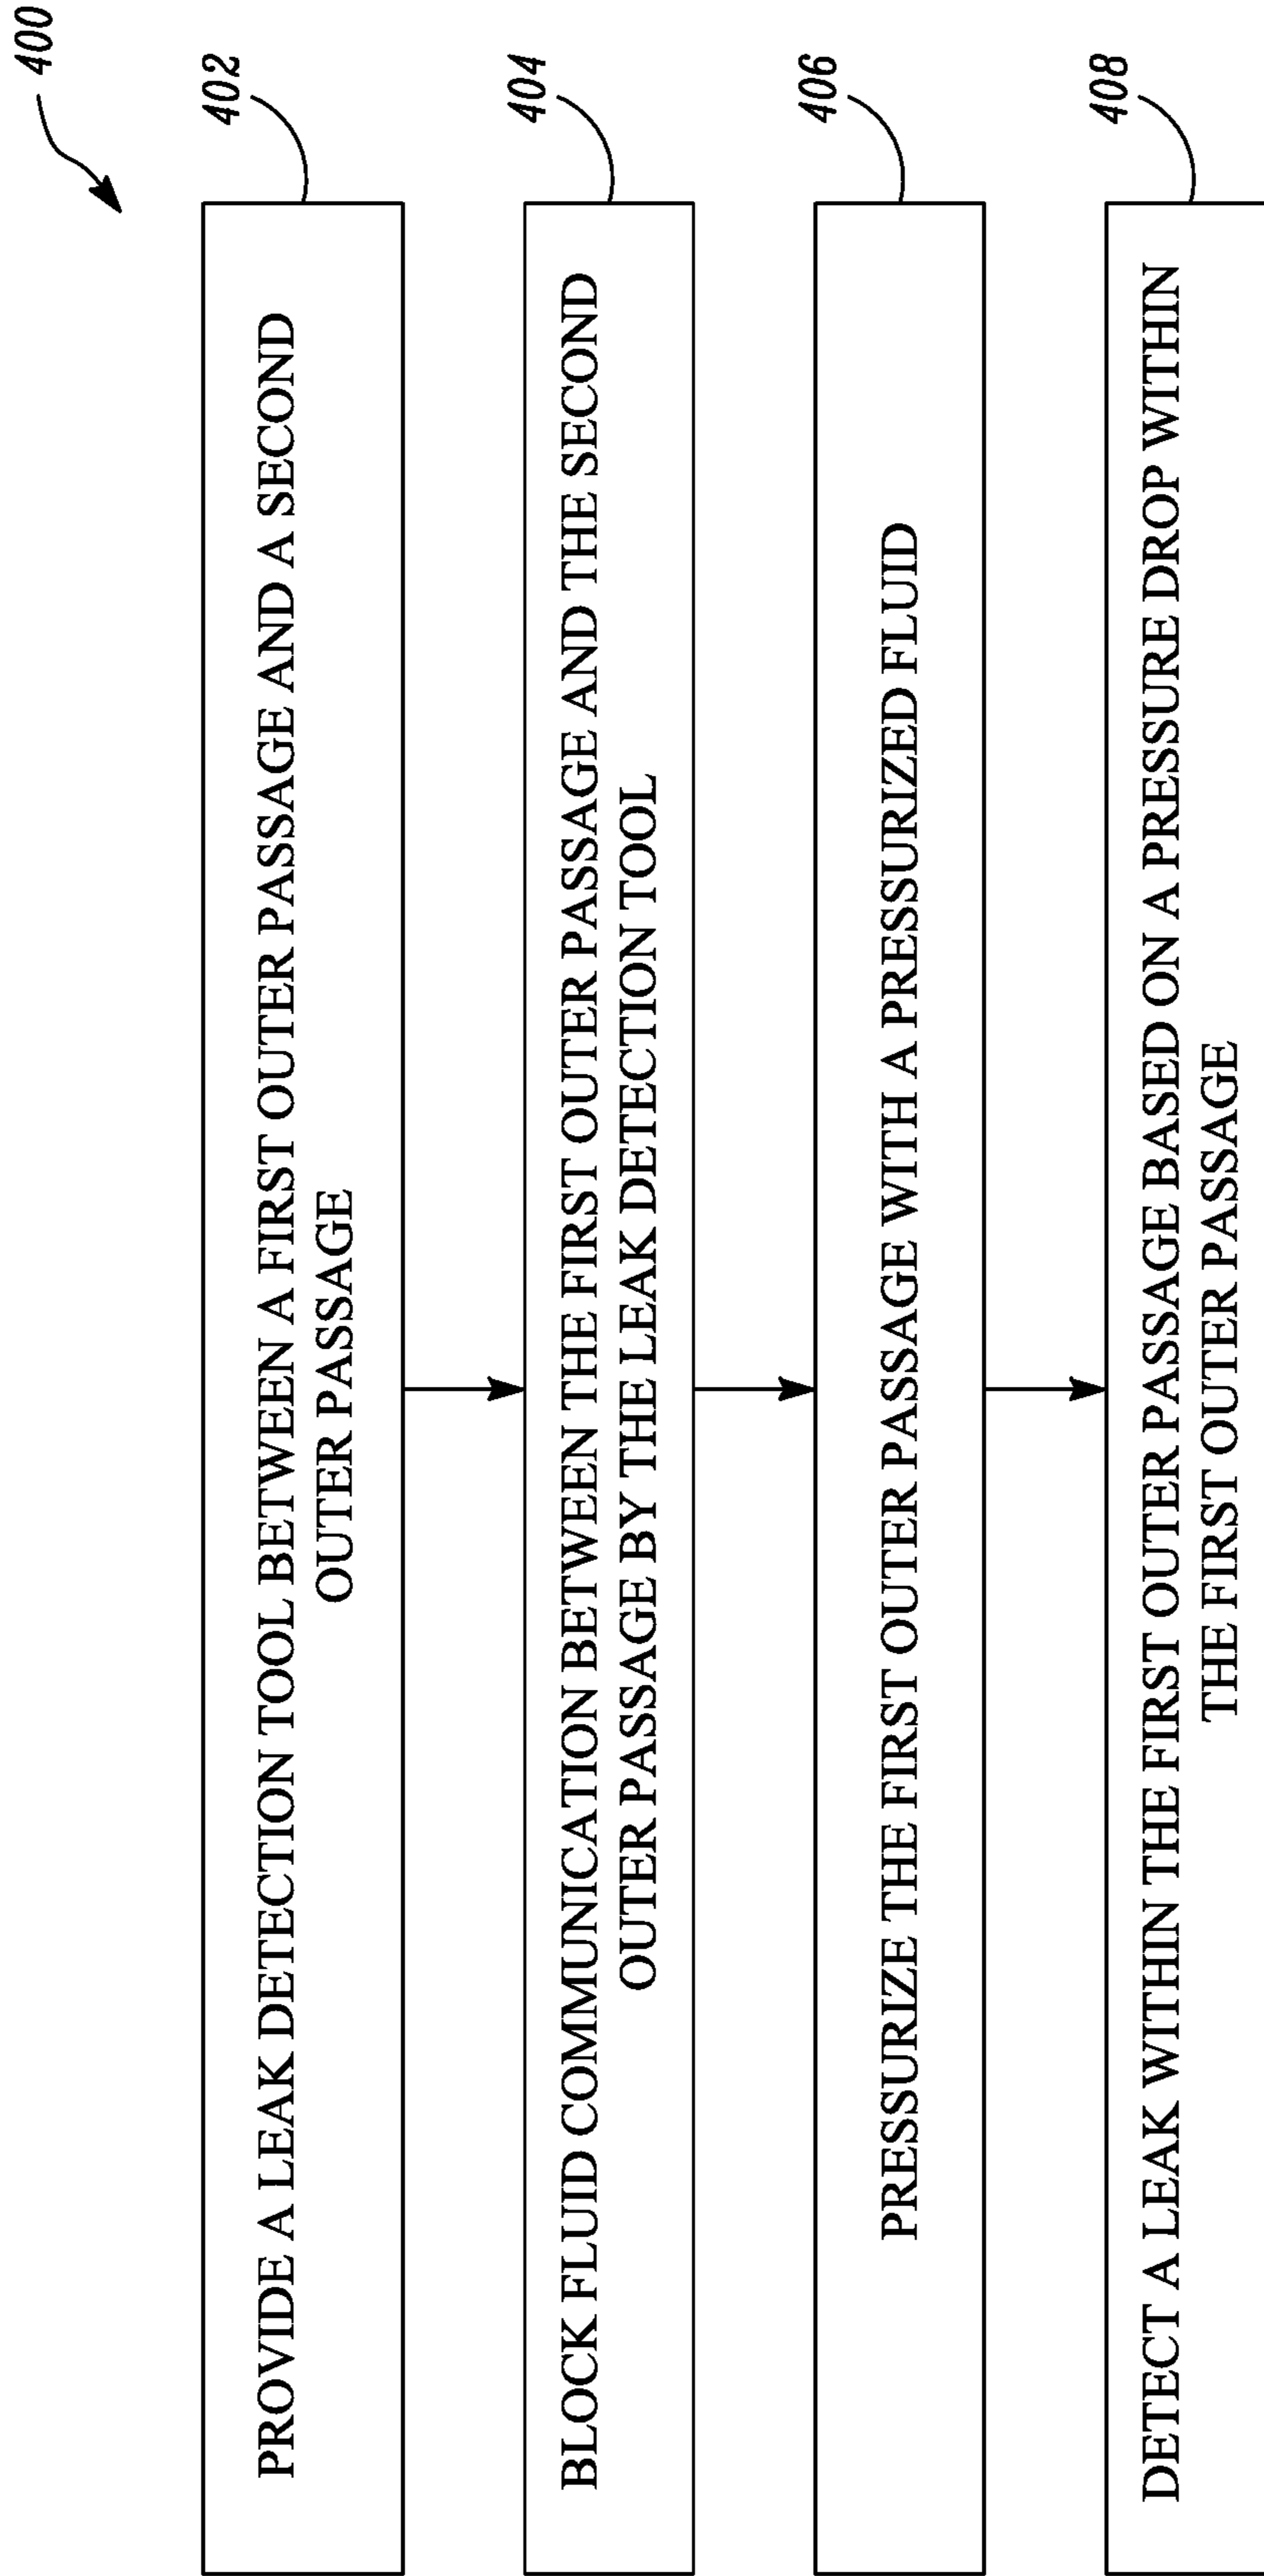 400
402
PROVIDE A LEAK DETECTION TOOL BETWEEN A FIRST OUTER PASSAGE AND A SECOND
OUTER PASSAGE
404
BLOCK FLUID COMMUNICATION BETWEEN THE FIRST OUTER PASSAGE AND THE SECOND
OUTER PASSAGE BY THE LEAK DETECTION TOOL
406
PRESSURIZE THE FIRST OUTER PASSAGE WITH A PRESSURIZED FLUID
408
DETECT A LEAK WITHIN THE FIRST OUTER PASSAGE BASED ON A PRESSURE DROP WITHIN
THE FIRST OUTER PASSAGE